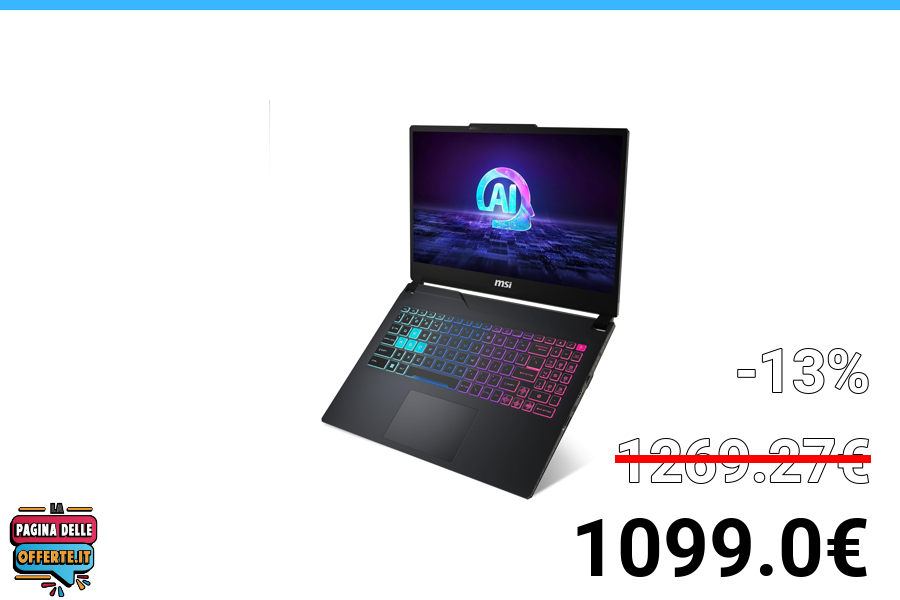 AI
msi
-13%
1269.27€
1099.0€
LA
PAGINA DELLE
OFFERTE.IT